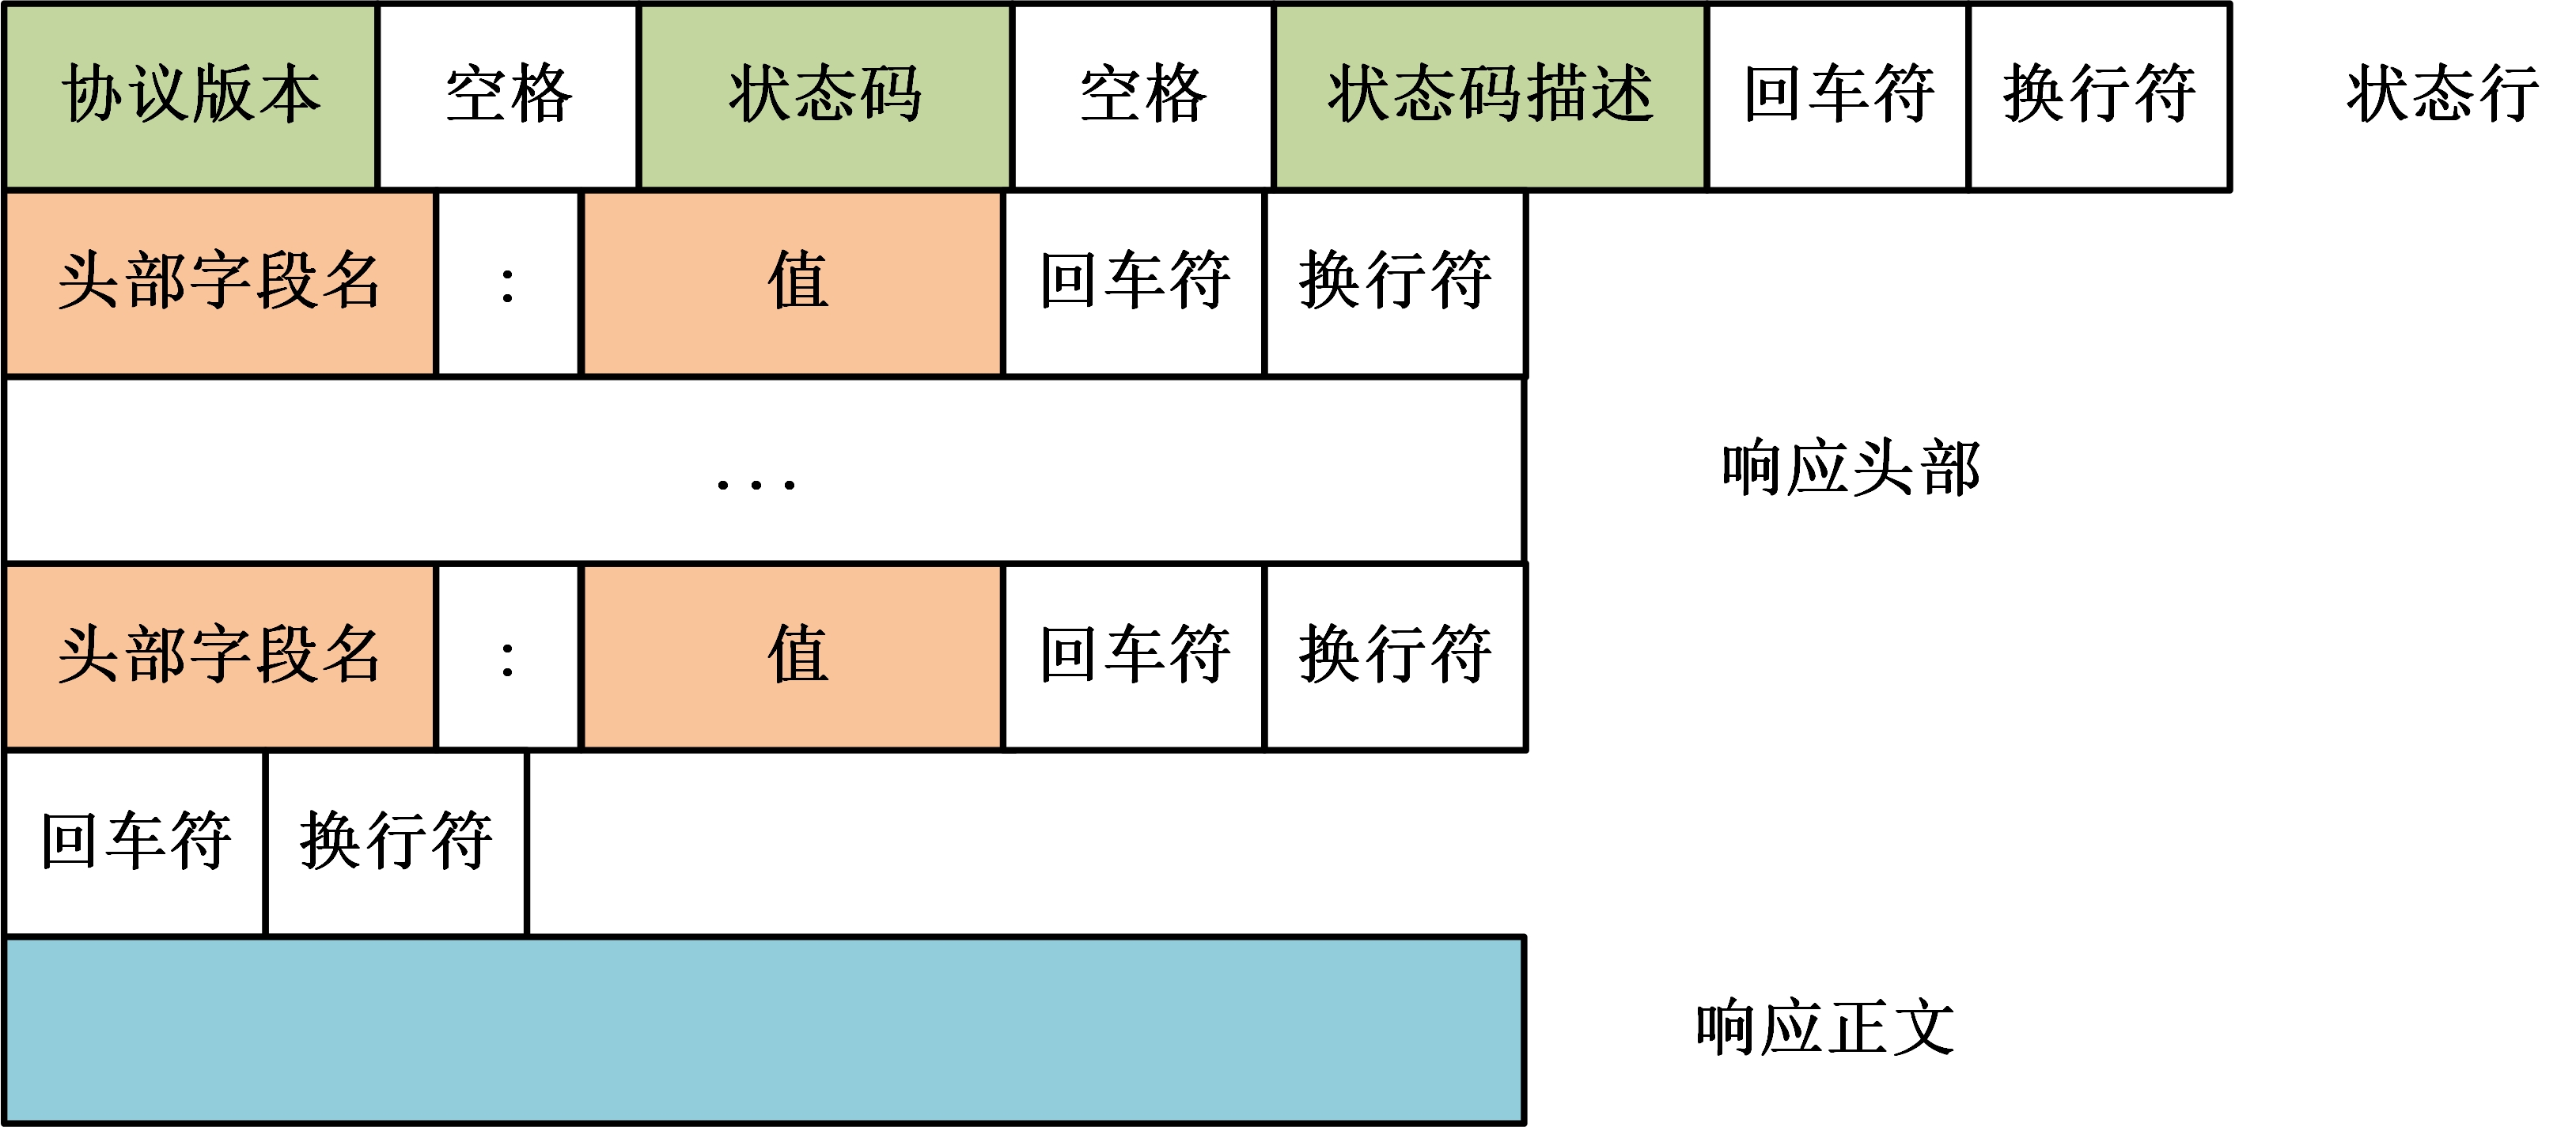 协议版本 空格 状态码 空格 状态码描述 回车符 换行符 状态行
头部字段名 : 值 回车符 换行符
... 响应头部
头部字段名 : 值 回车符 换行符
回车符 换行符
响应正文